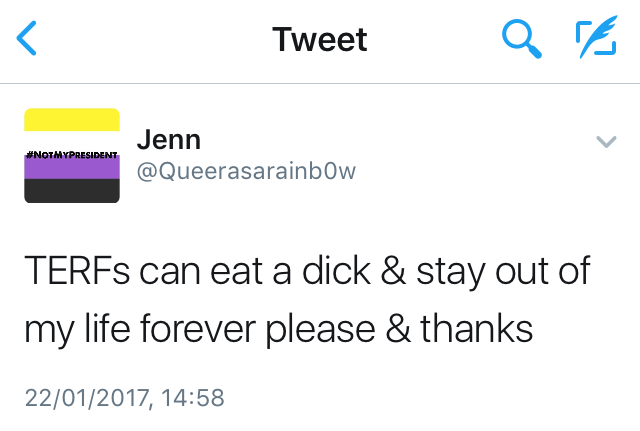 Tweet
#NOTMYPRESIDENT
Jenn
@Queerasarainb0w
TERFs can eat a dick & stay out of
my life forever please & thanks
22/01/2017, 14:58